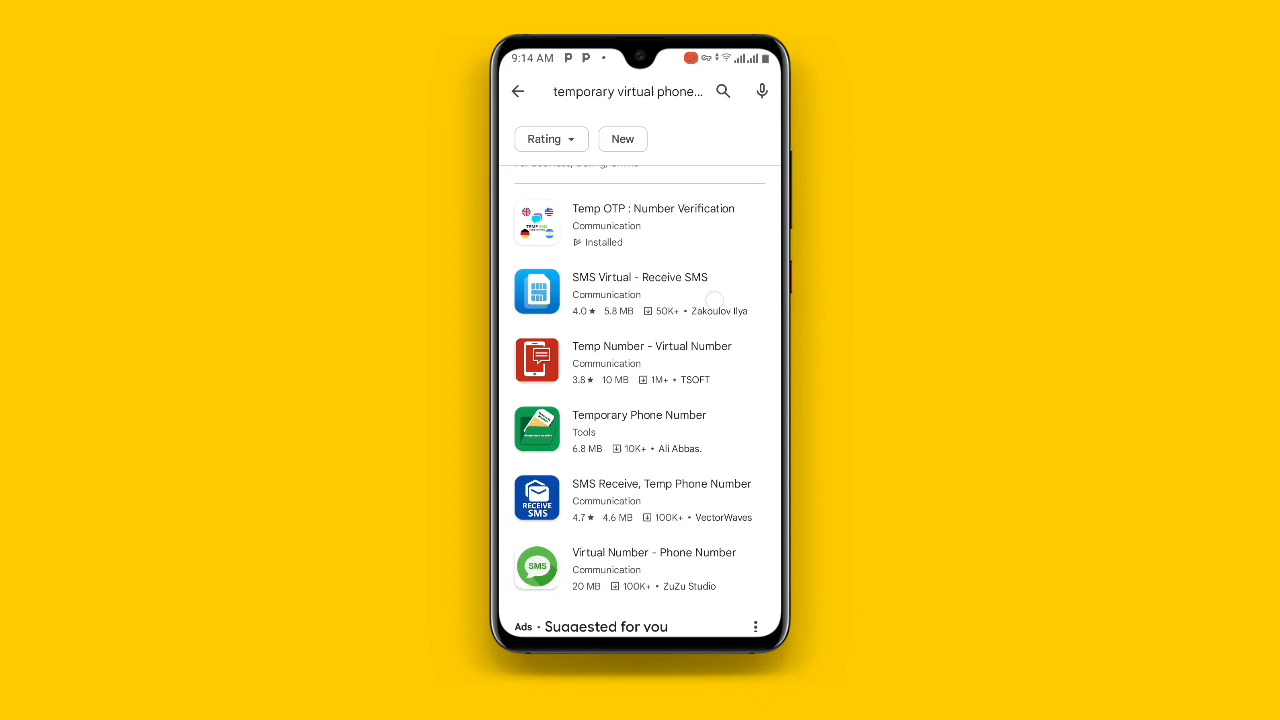 9:14 AM P P •
temporary virtual phone...
Rating
New
Temp OTP : Number Verification
Communication
Installed
SMS Virtual - Receive SMS
Communication
4.0★ 5.8 MB 50K+ • Zakoulov Ilya
Temp Number - Virtual Number
Communication
3.8★ 10 MB 1M+ • TSOFT
Temporary Phone Number
Tools
6.8 MB 10K+ • Ali Abbas.
RECEIVE
SMS
SMS Receive, Temp Phone Number
Communication
4.7★ 4.6 MB 100K+ • VectorWaves
SMS
Virtual Number - Phone Number
Communication
20 MB 100K+ • ZuZu Studio
Ads • Suggested for you